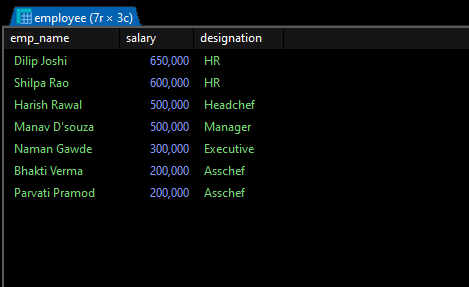 employee (7r × 3c)
emp_name salary designation
Dilip Joshi 650,000 HR
Shilpa Rao 600,000 HR
Harish Rawal 500,000 Headchef
Manav D'souza 500,000 Manager
Naman Gawde 300,000 Executive
Bhakti Verma 200,000 Asschef
Parvati Pramod 200,000 Asschef